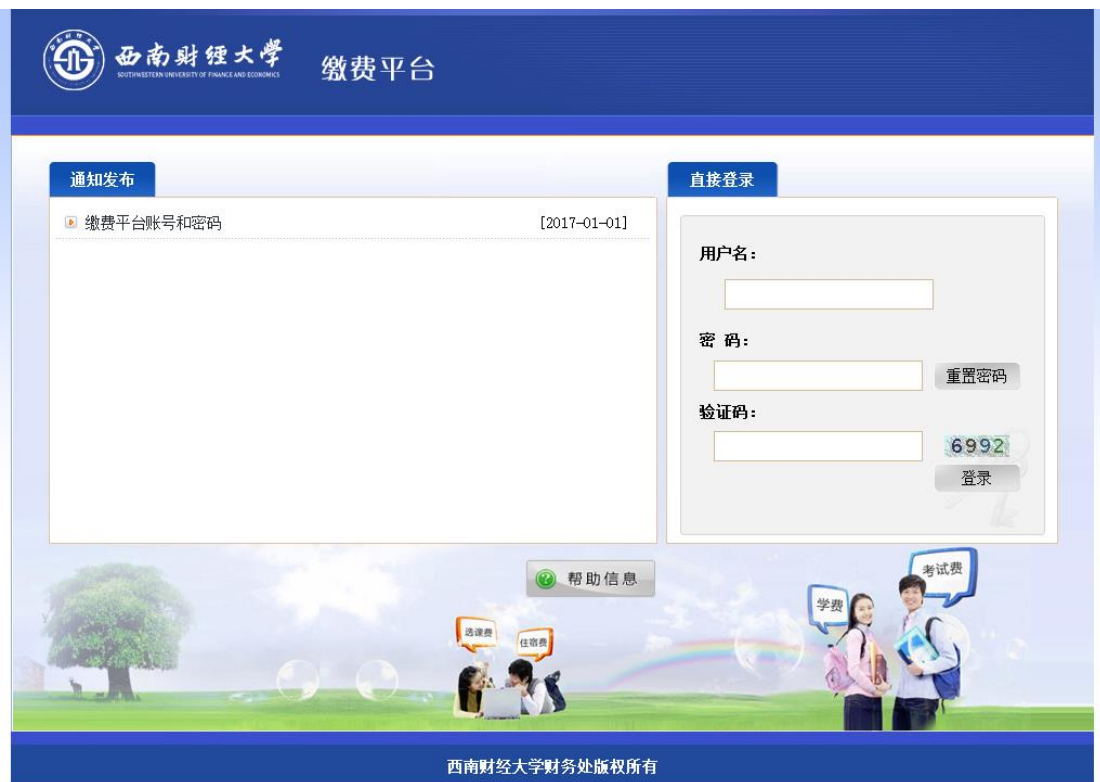 西南财经大学
SOUTHWESTERN UNIVERSITY OF FINANCE AND ECONOMICS
缴费平台
通知发布
缴费平台账号和密码 [2017-01-01]
直接登录
用户名：
密 码：
重置密码
验证码：
6992
登录
帮助信息
考试费
学费
选课费
住宿费
西南财经大学财务处版权所有